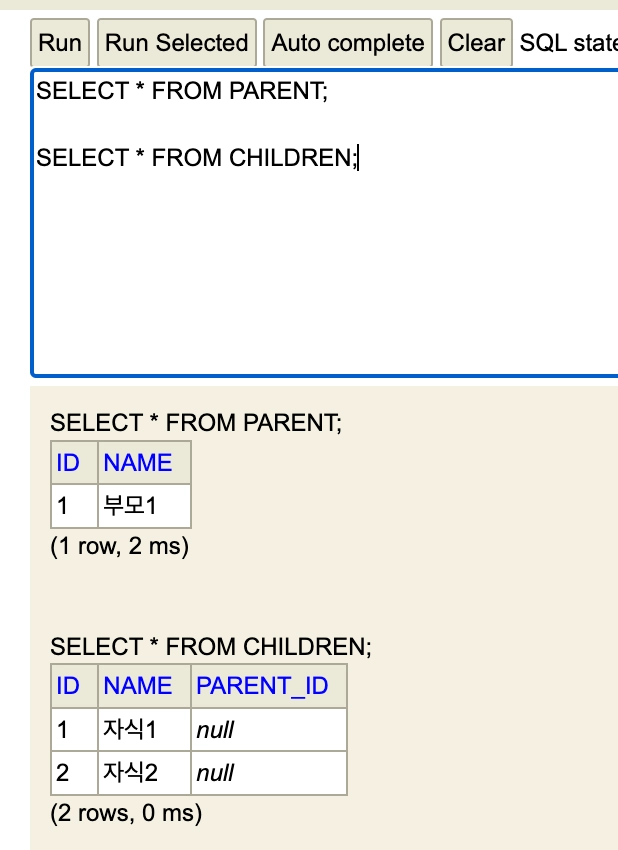 Run Run Selected Auto complete Clear SQL state
SELECT * FROM PARENT;
SELECT * FROM CHILDREN;
SELECT * FROM PARENT;
ID NAME
1 부모1
(1 row, 2 ms)
SELECT * FROM CHILDREN;
ID NAME PARENT_ID
1 자식1 null
2 자식2 null
(2 rows, 0 ms)